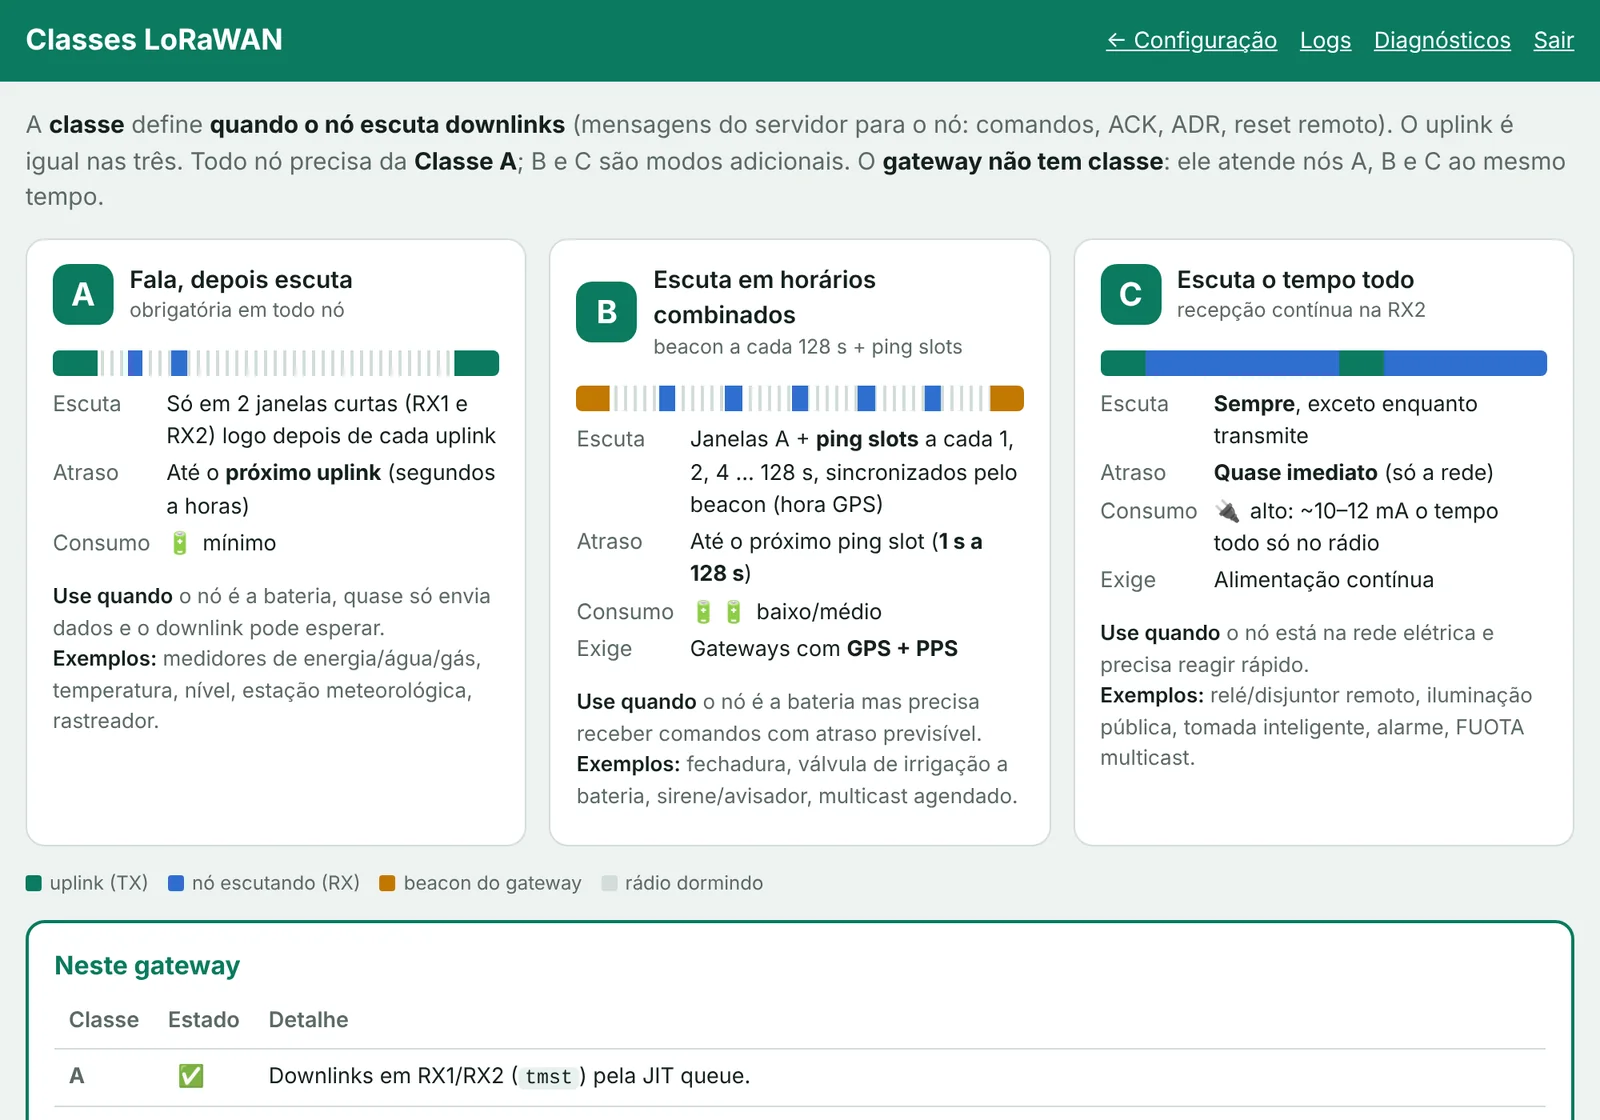 Classes LoRaWAN
← Configuração Logs Diagnósticos Sair
A classe define quando o nó escuta downlinks (mensagens do servidor para o nó: comandos, ACK, ADR, reset remoto). O uplink é
igual nas três. Todo nó precisa da Classe A; B e C são modos adicionais. O gateway não tem classe: ele atende nós A, B e C ao mesmo
tempo.
A
Fala, depois escuta
obrigatória em todo nó
Escuta Só em 2 janelas curtas (RX1 e
RX2) logo depois de cada uplink
Atraso Até o próximo uplink (segundos
a horas)
Consumo 🔋 mínimo
Use quando o nó é a bateria, quase só envia
dados e o downlink pode esperar.
Exemplos: medidores de energia/água/gás,
temperatura, nível, estação meteorológica,
rastreador.
B
Escuta em horários
combinados
beacon a cada 128 s + ping slots
Escuta Janelas A + ping slots a cada 1,
2, 4 … 128 s, sincronizados pelo
beacon (hora GPS)
Atraso Até o próximo ping slot (1 s a
128 s)
Consumo 🔋 🔋 baixo/médio
Exige Gateways com GPS + PPS
Use quando o nó é a bateria mas precisa
receber comandos com atraso previsível.
Exemplos: fechadura, válvula de irrigação a
bateria, sirene/avisador, multicast agendado.
C
Escuta o tempo todo
recepção contínua na RX2
Escuta Sempre, exceto enquanto
transmite
Atraso Quase imediato (só a rede)
Consumo 🔌 alto: ~10–12 mA o tempo
todo só no rádio
Exige Alimentação contínua
Use quando o nó está na rede elétrica e
precisa reagir rápido.
Exemplos: relé/disjuntor remoto, iluminação
pública, tomada inteligente, alarme, FUOTA
multicast.
uplink (TX) nó escutando (RX) beacon do gateway rádio dormindo
Neste gateway
Classe Estado Detalhe
A ✅ Downlinks em RX1/RX2 (tmst) pela JIT queue.